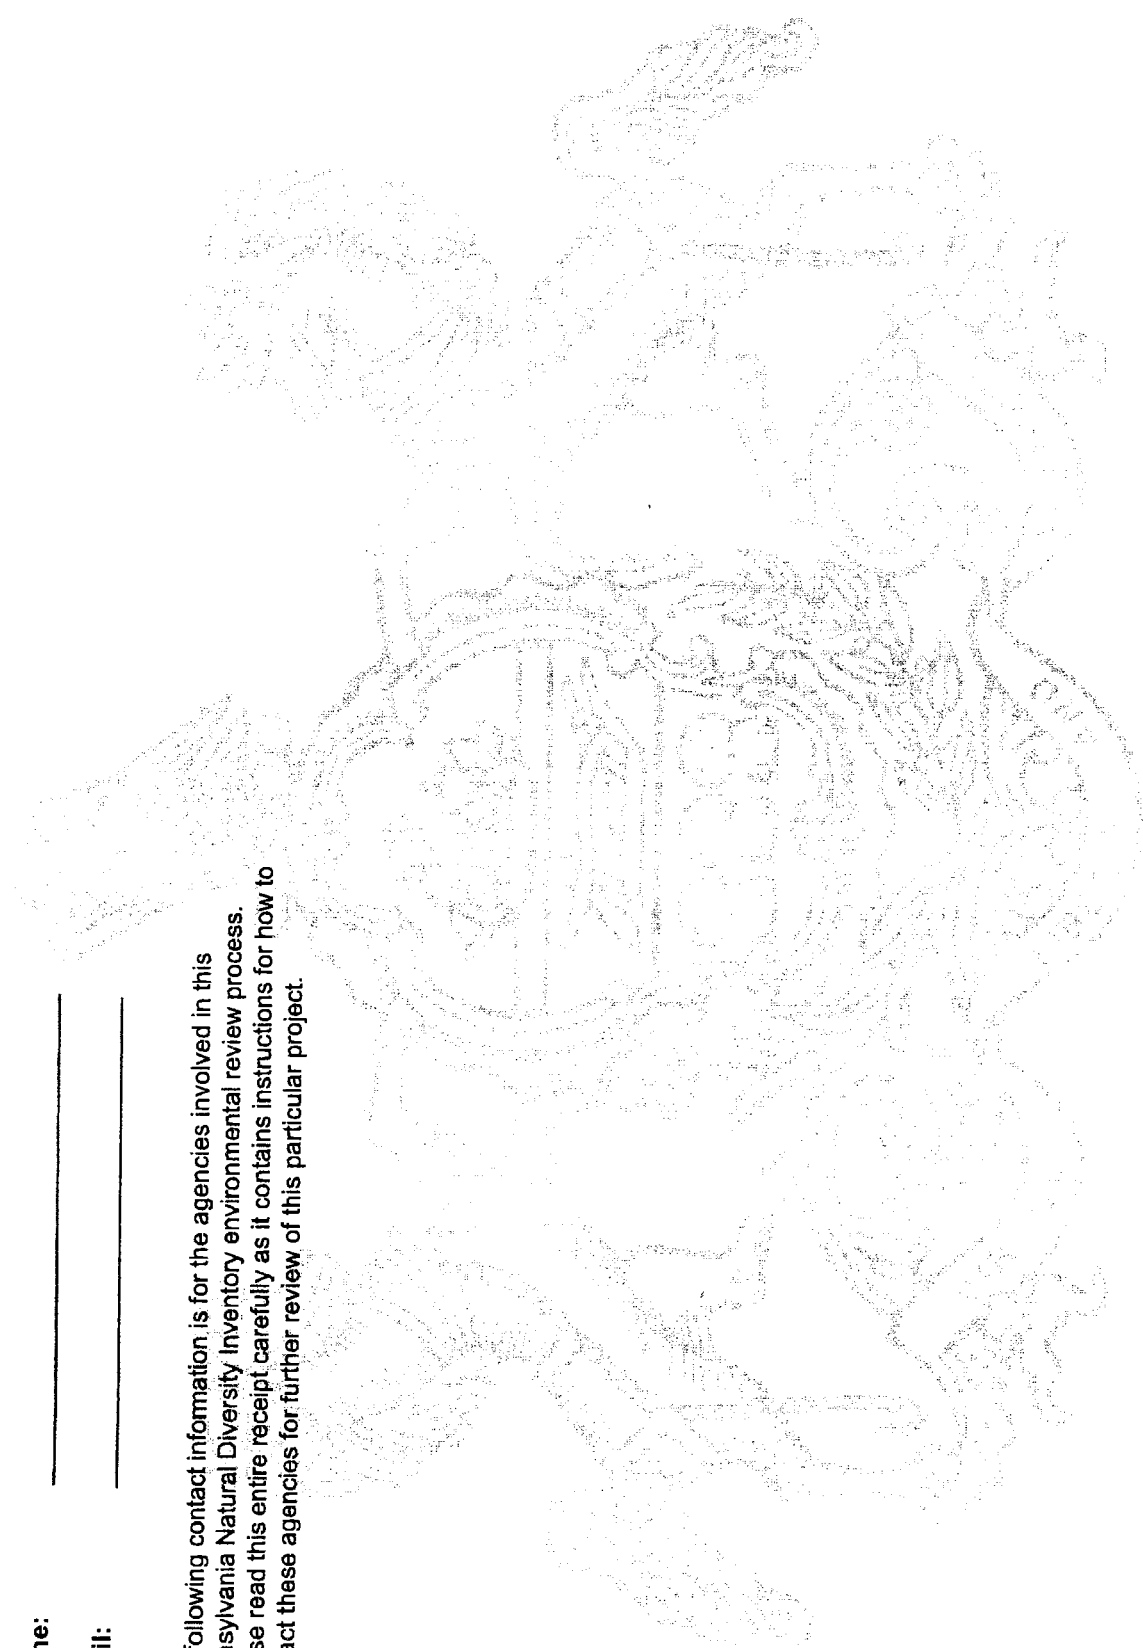 ne:
il:
following contact information is for the agencies involved in this
nsylvania Natural Diversity Inventory environmental review process.
se read this entire receipt carefully as it contains instructions for how to
act these agencies for further review of this particular project.